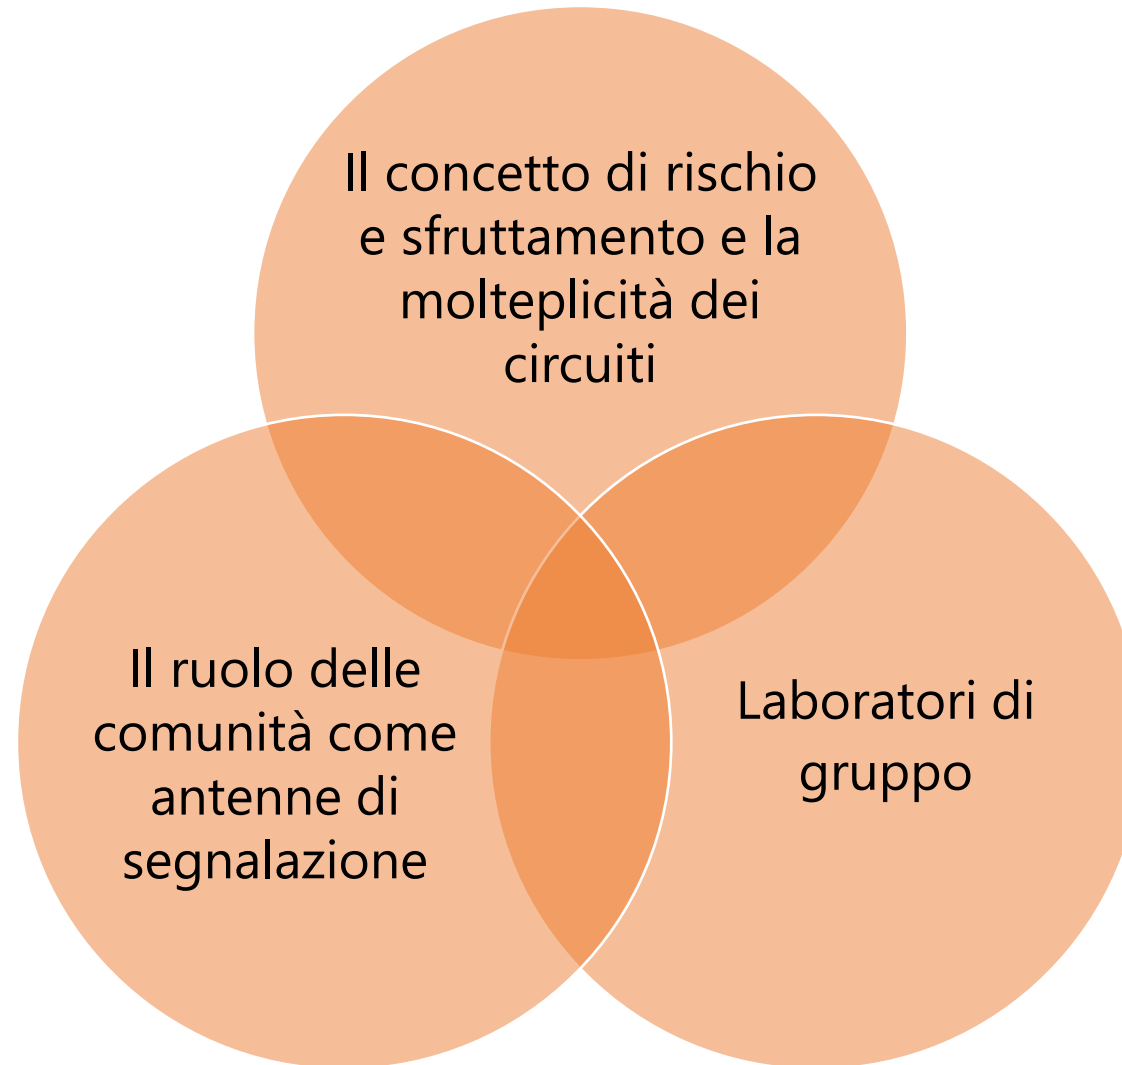 Il concetto di rischio
e sfruttamento e la
molteplicità dei
circuiti
Il ruolo delle
comunità come
antenne di
segnalazione
Laboratori di
gruppo